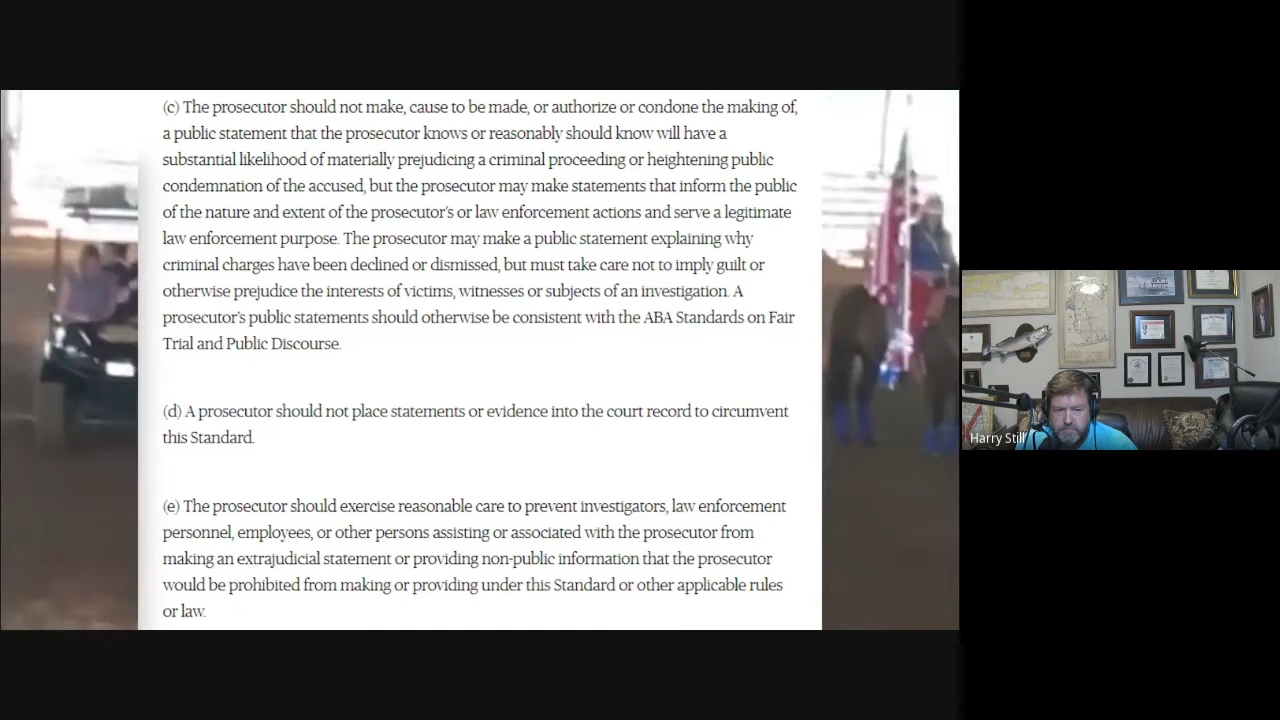 (c) The prosecutor should not make, cause to be made, or authorize or condone the making of,
a public statement that the prosecutor knows or reasonably should know will have a
substantial likelihood of materially prejudicing a criminal proceeding or heightening public
condemnation of the accused, but the prosecutor may make statements that inform the public
of the nature and extent of the prosecutor's or law enforcement actions and serve a legitimate
law enforcement purpose. The prosecutor may make a public statement explaining why
criminal charges have been declined or dismissed, but must take care not to imply guilt or
otherwise prejudice the interests of victims, witnesses or subjects of an investigation. A
prosecutor's public statements should otherwise be consistent with the ABA Standards on Fair
Trial and Public Discourse.
(d) A prosecutor should not place statements or evidence into the court record to circumvent
this Standard.
(e) The prosecutor should exercise reasonable care to prevent investigators, law enforcement
personnel, employees, or other persons assisting or associated with the prosecutor from
making an extrajudicial statement or providing non-public information that the prosecutor
would be prohibited from making or providing under this Standard or other applicable rules
or law.
Harry Still